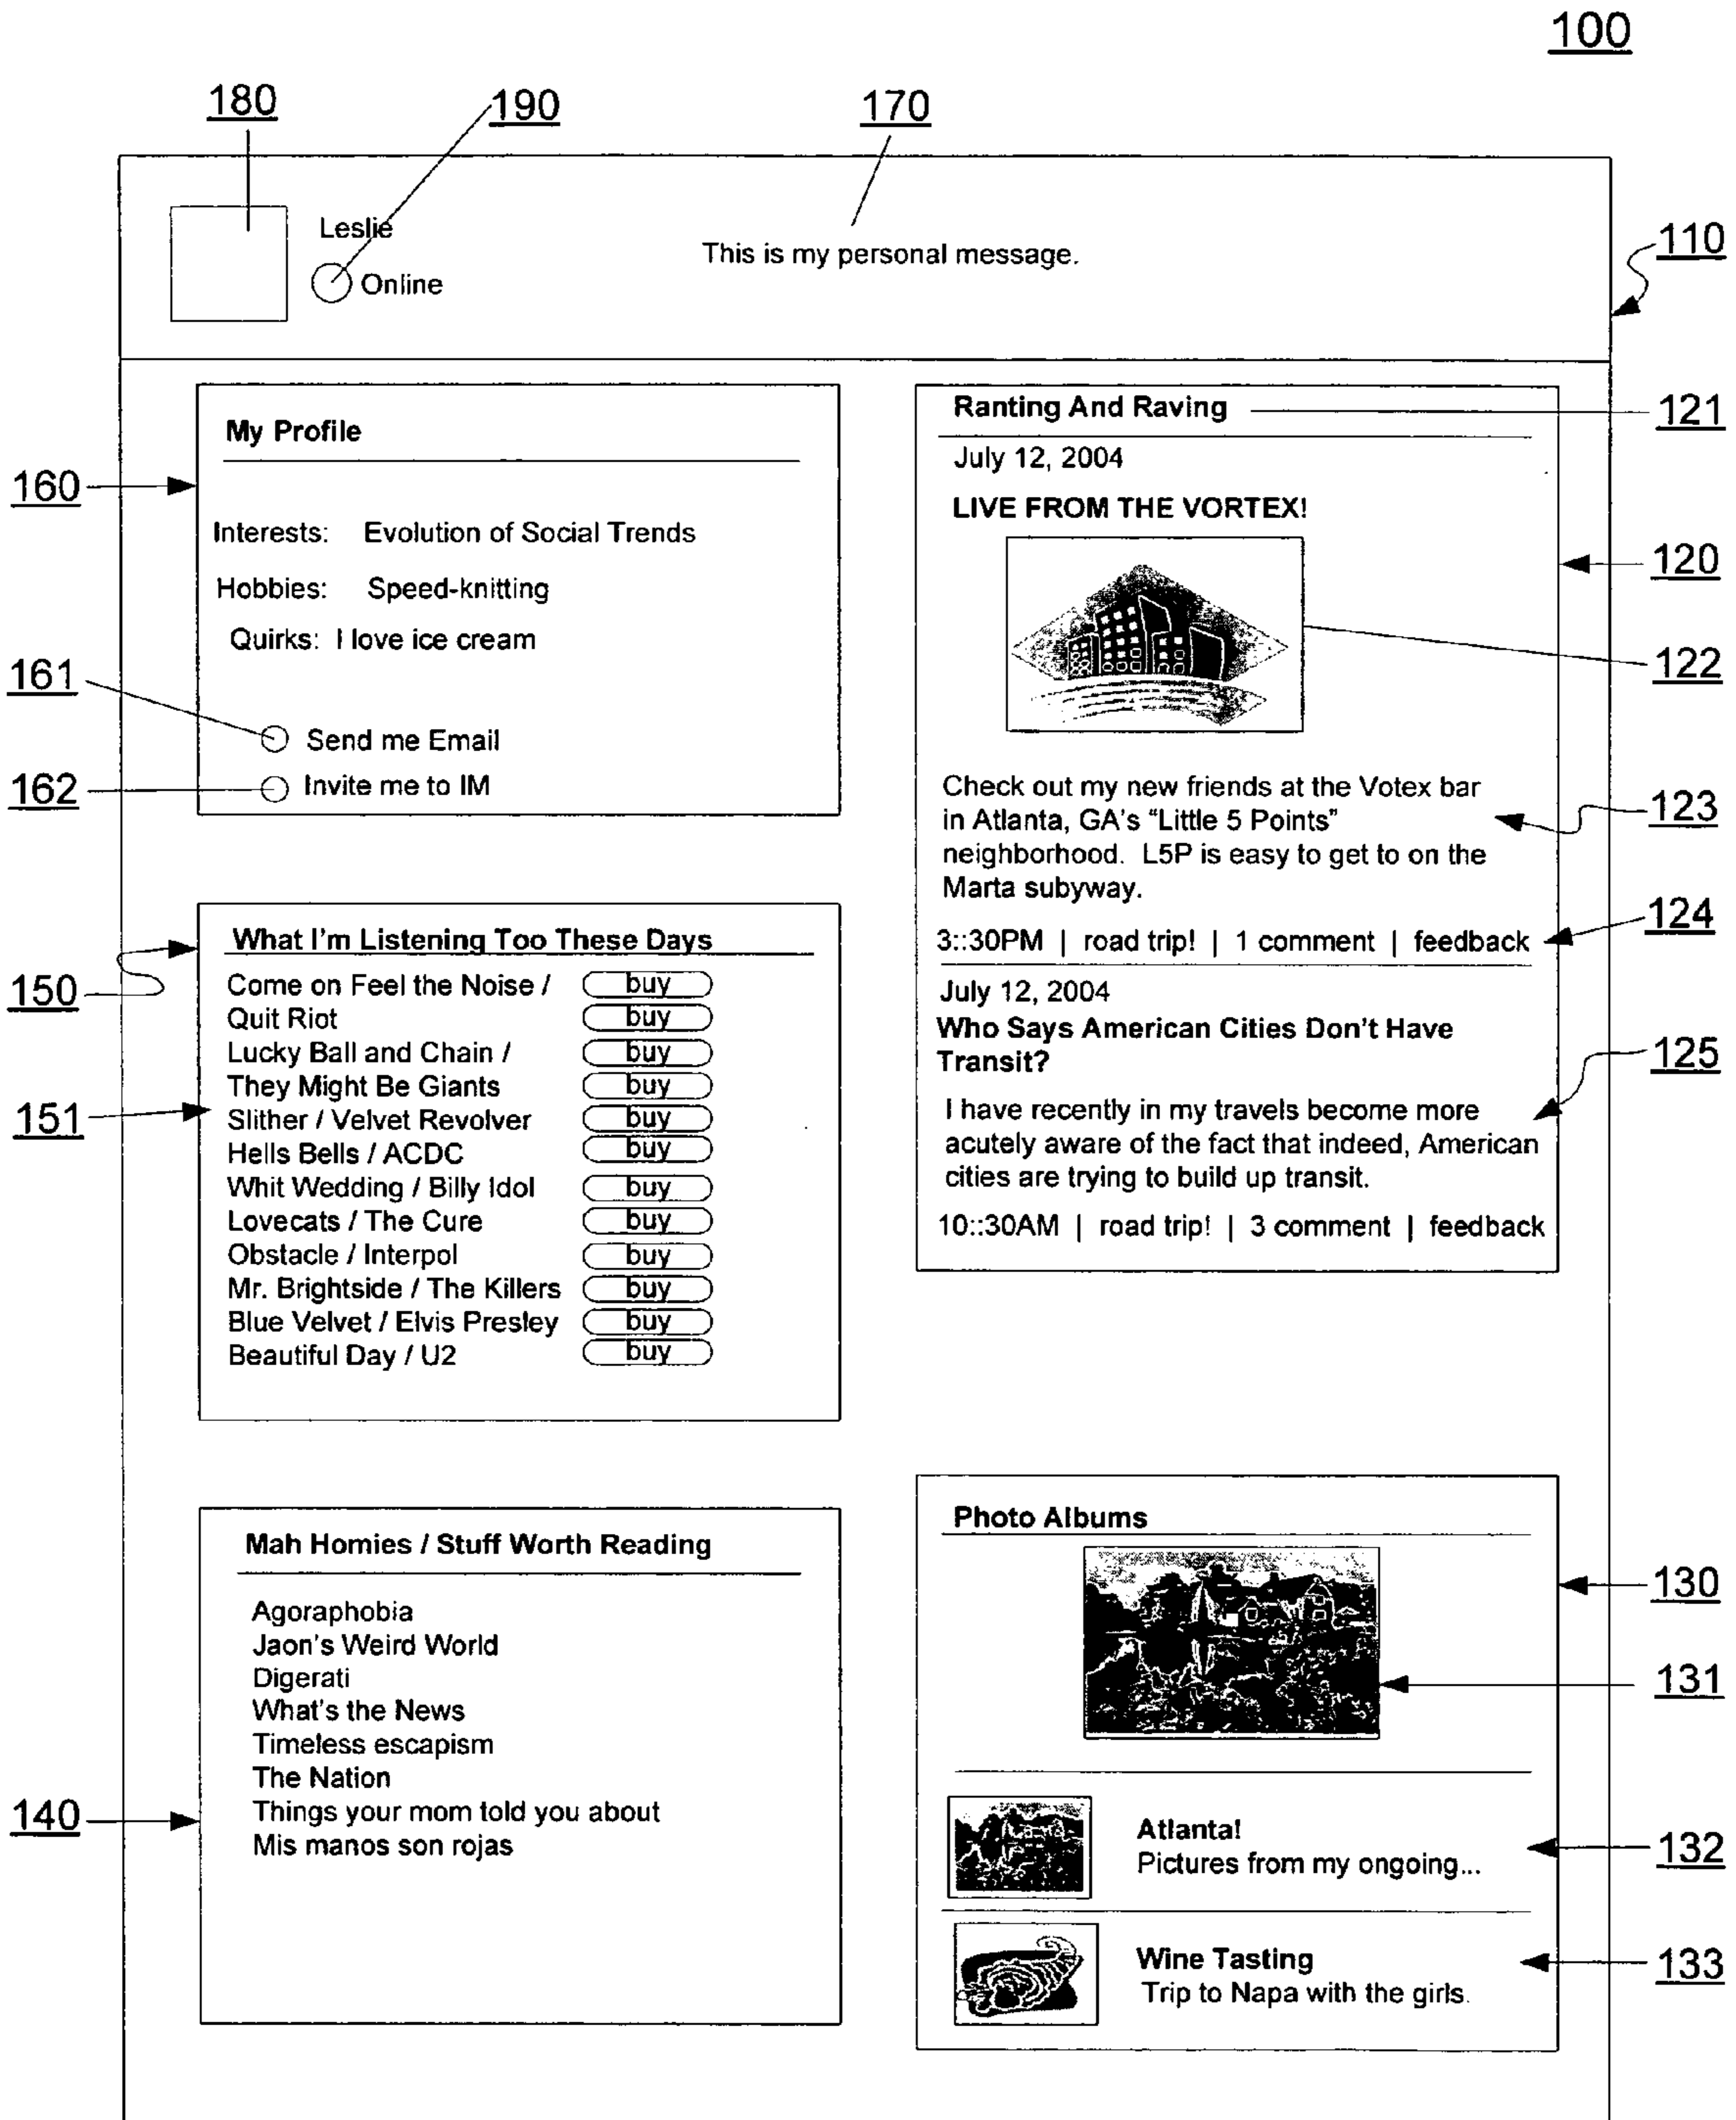 100
180
190
170
Leslie
Online
This is my personal message.
110
My Profile
160
Interests: Evolution of Social Trends
Hobbies: Speed-knitting
Quirks: I love ice cream
161
Send me Email
162
Invite me to IM
Ranting And Raving
121
July 12, 2004
LIVE FROM THE VORTEX!
120
122
Check out my new friends at the Votex bar
in Atlanta, GA's “Little 5 Points”
neighborhood. L5P is easy to get to on the
Marta subyway.
123
124
3::30PM | road trip! | 1 comment | feedback
July 12, 2004
Who Says American Cities Don't Have
Transit?
125
I have recently in my travels become more
acutely aware of the fact that indeed, American
cities are trying to build up transit.
10::30AM | road trip! | 3 comment | feedback
What I'm Listening Too These Days
150
Come on Feel the Noise / buy
Quit Riot buy
Lucky Ball and Chain / buy
They Might Be Giants buy
151
Slither / Velvet Revolver buy
Hells Bells / ACDC buy
Whit Wedding / Billy Idol buy
Lovecats / The Cure buy
Obstacle / Interpol buy
Mr. Brightside / The Killers buy
Blue Velvet / Elvis Presley buy
Beautiful Day / U2 buy
Mah Homies / Stuff Worth Reading
Agoraphobia
Jaon's Weird World
Digerati
What's the News
Timeless escapism
The Nation
140
Things your mom told you about
Mis manos son rojas
Photo Albums
130
131
Atlanta!
Pictures from my ongoing...
132
Wine Tasting
Trip to Napa with the girls.
133